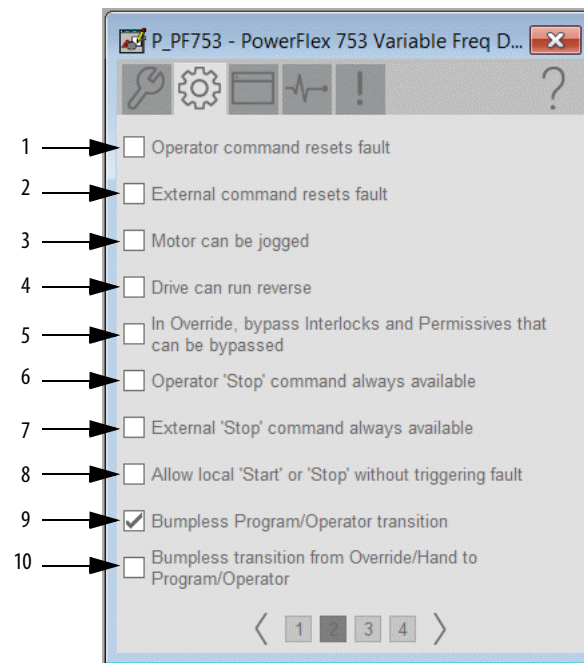 P_PF753 - PowerFlex 753 Variable Freq D...
?
1 Operator command resets fault
2 External command resets fault
3 Motor can be jogged
4 Drive can run reverse
5 In Override, bypass Interlocks and Permissives that
can be bypassed
6 Operator 'Stop' command always available
7 External 'Stop' command always available
8 Allow local 'Start' or 'Stop' without triggering fault
9 Bumpless Program/Operator transition
10 Bumpless transition from Override/Hand to
Program/Operator
1 2 3 4